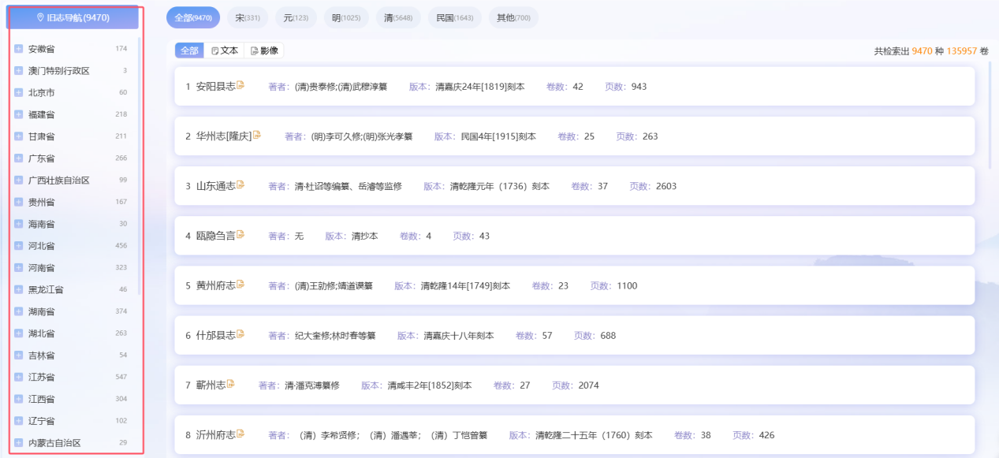 旧志导航(9470)
安徽省 174
澳门特别行政区 3
北京市 60
福建省 218
甘肃省 211
广东省 266
广西壮族自治区 99
贵州省 167
海南省 30
河北省 456
河南省 323
黑龙江省 46
湖南省 374
湖北省 263
吉林省 54
江苏省 547
江西省 304
辽宁省 102
内蒙古自治区 29
全部(9470) 宋(331) 元(123) 明(1025) 清(5648) 民国(1643) 其他(700)
全部 文本 影像 共检索出 9470 种 135957 卷
1 安阳县志 著者：(清)贵泰修;(清)武穆淳纂 版本：清嘉庆24年[1819]刻本 卷数：42 页数：943
2 华州志[隆庆] 著者：(明)李可久修;(明)张光孝纂 版本：民国4年[1915]刻本 卷数：25 页数：263
3 山东通志 著者：清·杜诏等编纂、岳濬等监修 版本：清乾隆元年（1736）刻本 卷数：37 页数：2603
4 瓯隐刍言 著者：无 版本：清抄本 卷数：4 页数：43
5 黄州府志 著者：(清)王勍修;靖道谟纂 版本：清乾隆14年[1749]刻本 卷数：23 页数：1100
6 什邡县志 著者：纪大奎修;林时春等纂 版本：清嘉庆十八年刻本 卷数：57 页数：688
7 蕲州志 著者：清·潘克溥纂修 版本：清咸丰2年[1852]刻本 卷数：27 页数：2074
8 沂州府志 著者：（清）李希贤修；（清）潘遇莘；（清）丁恺曾纂 版本：清乾隆二十五年（1760）刻本 卷数：38 页数：426